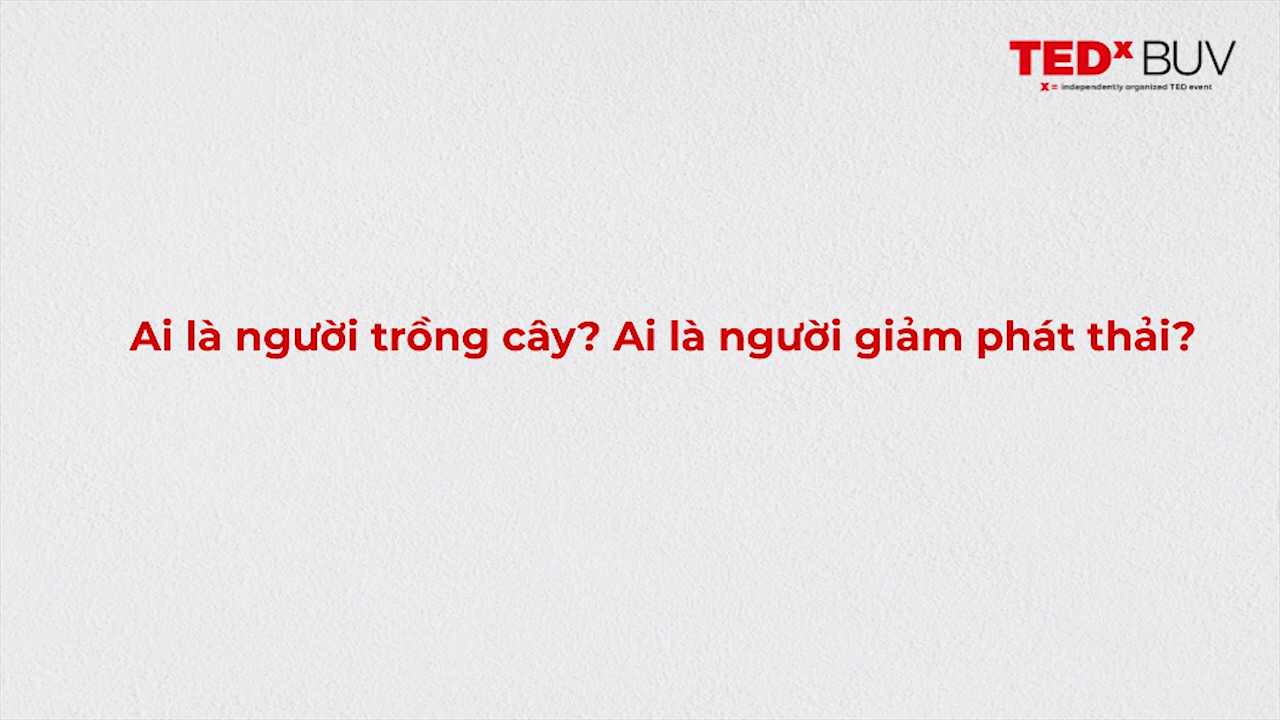 TEDx BUV
x = independently organized TED event
Ai là người trồng cây? Ai là người giảm phát thải?